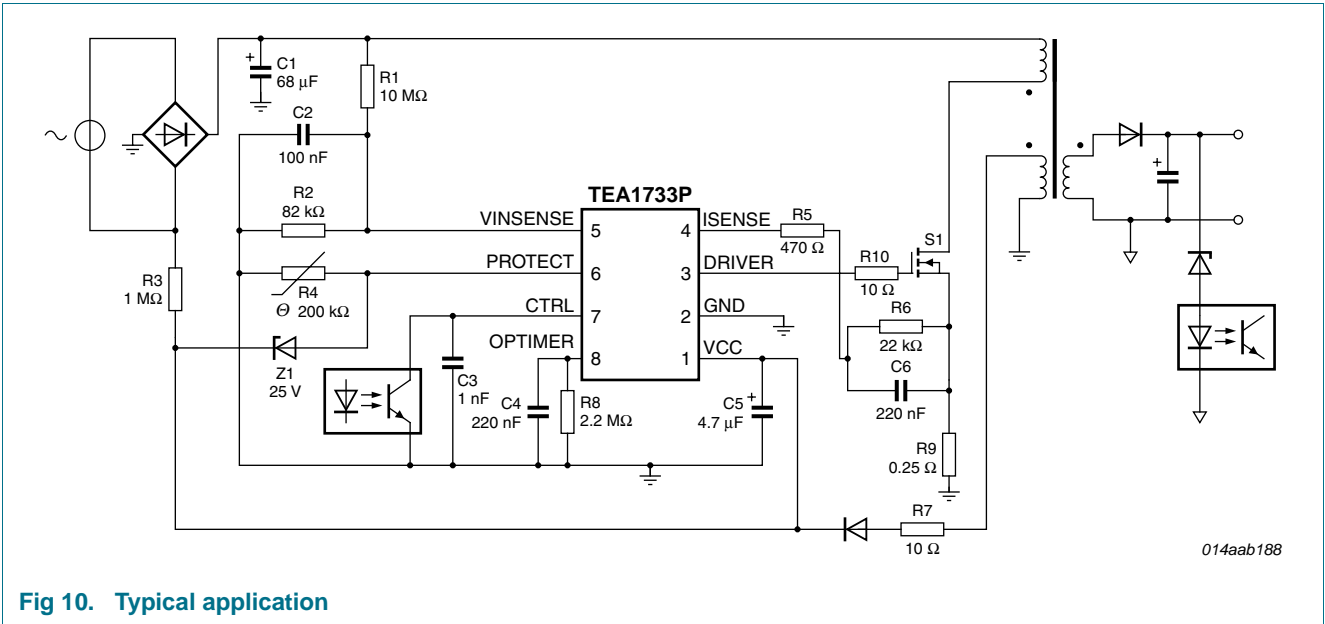 C1
68 μF
R1
10 MΩ
C2
100 nF
R2
82 kΩ
R3
1 MΩ
R4
Θ 200 kΩ
Z1
25 V
TEA1733P
VINSENSE
5
PROTECT
6
CTRL
7
OPTIMER
8
4
ISENSE
3
DRIVER
2
GND
1
VCC
R5
470 Ω
R10
10 Ω
S1
R6
22 kΩ
C6
220 nF
R9
0.25 Ω
C3
1 nF
C4
220 nF
R8
2.2 MΩ
C5
4.7 μF
R7
10 Ω
014aab188
Fig 10. Typical application